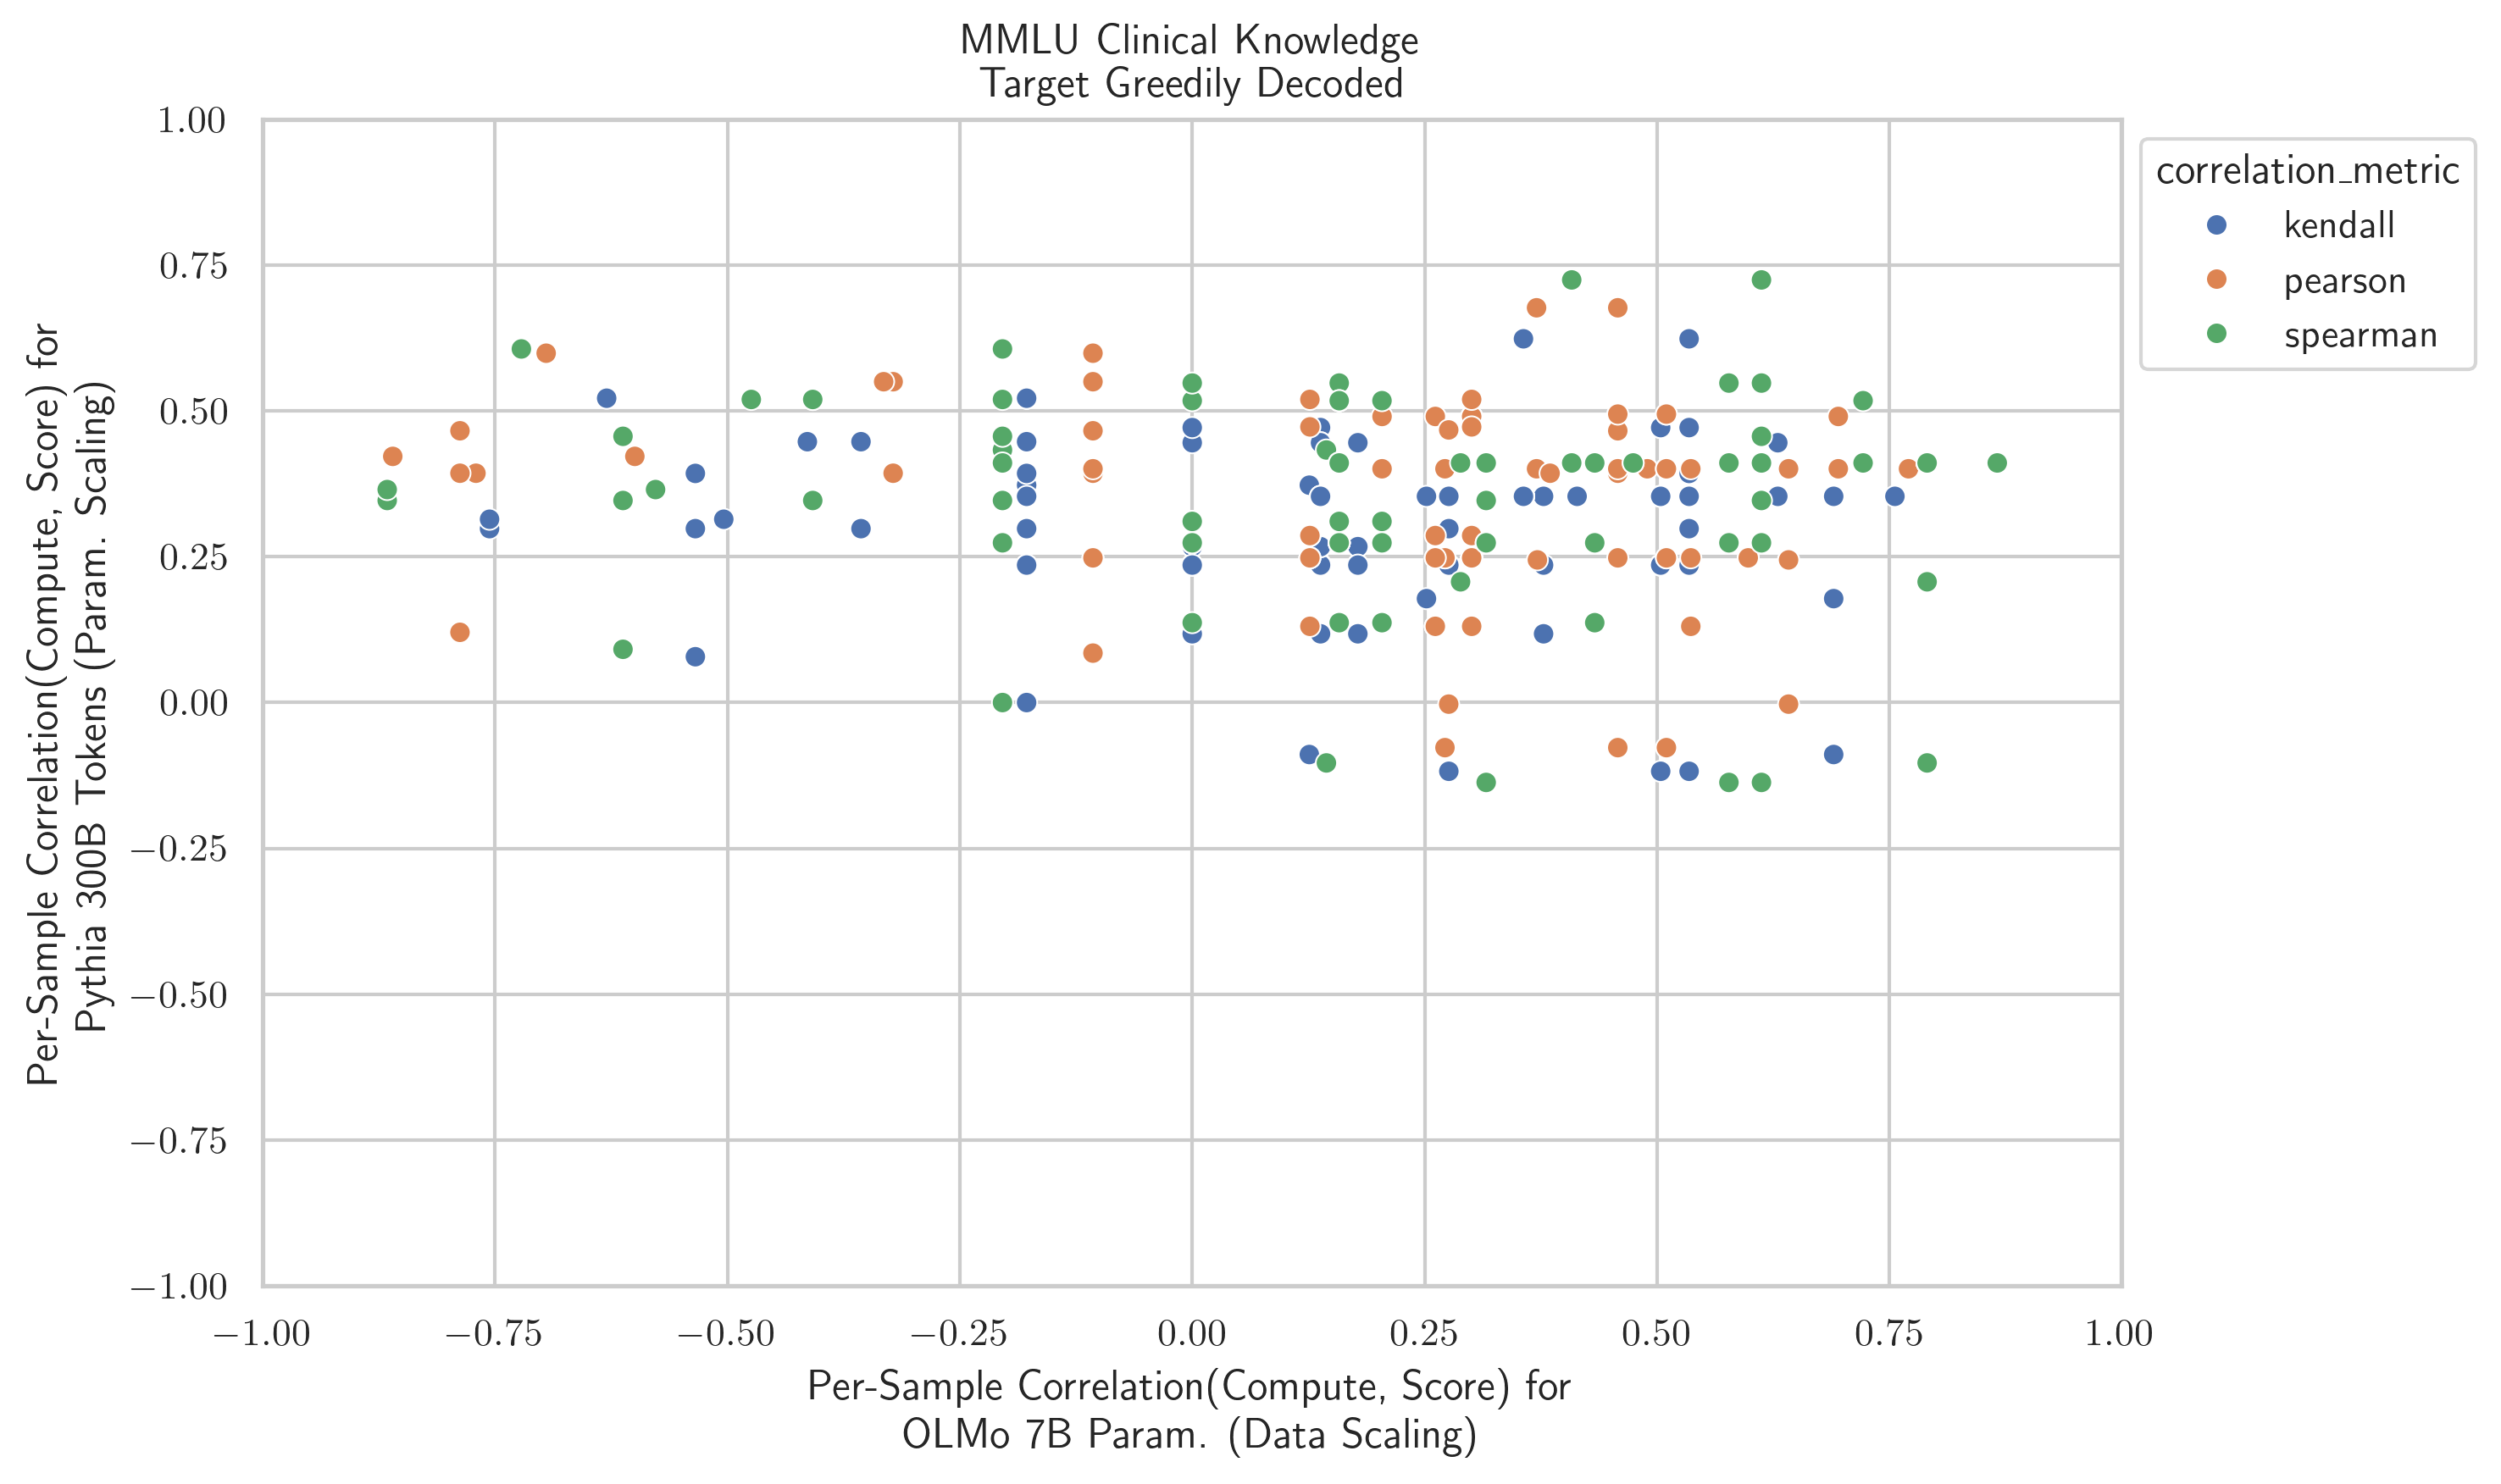 MMLU Clinical Knowledge
Target Greedily Decoded
1.00
0.75
0.50
0.25
0.00
−0.25
−0.50
−0.75
−1.00
Per-Sample Correlation(Compute, Score) for
Pythia 300B Tokens (Param. Scaling)
−1.00 −0.75 −0.50 −0.25 0.00 0.25 0.50 0.75 1.00
Per-Sample Correlation(Compute, Score) for
OLMo 7B Param. (Data Scaling)
correlation_metric
kendall
pearson
spearman